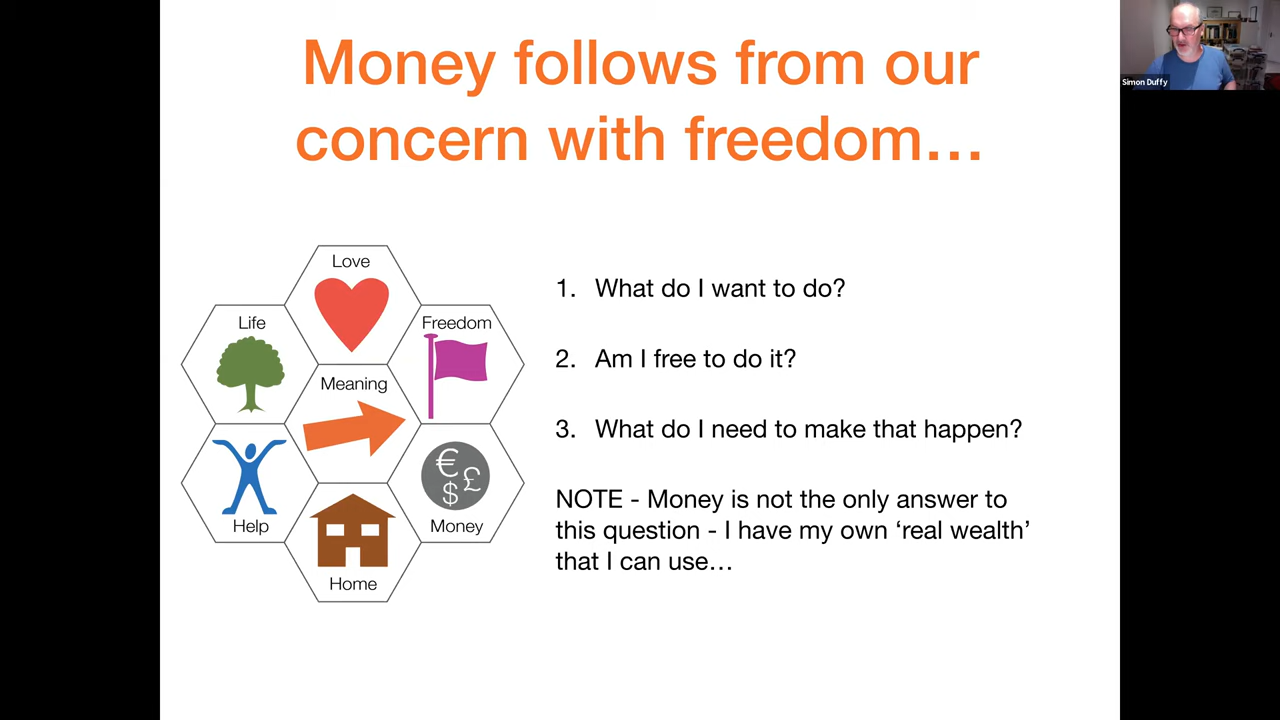 Money follows from our
concern with freedom…
Simon Duffy
Love
Life
Freedom
Meaning
€
£
$
Help
Money
Home
1. What do I want to do?
2. Am I free to do it?
3. What do I need to make that happen?
NOTE - Money is not the only answer to
this question - I have my own ‘real wealth’
that I can use…